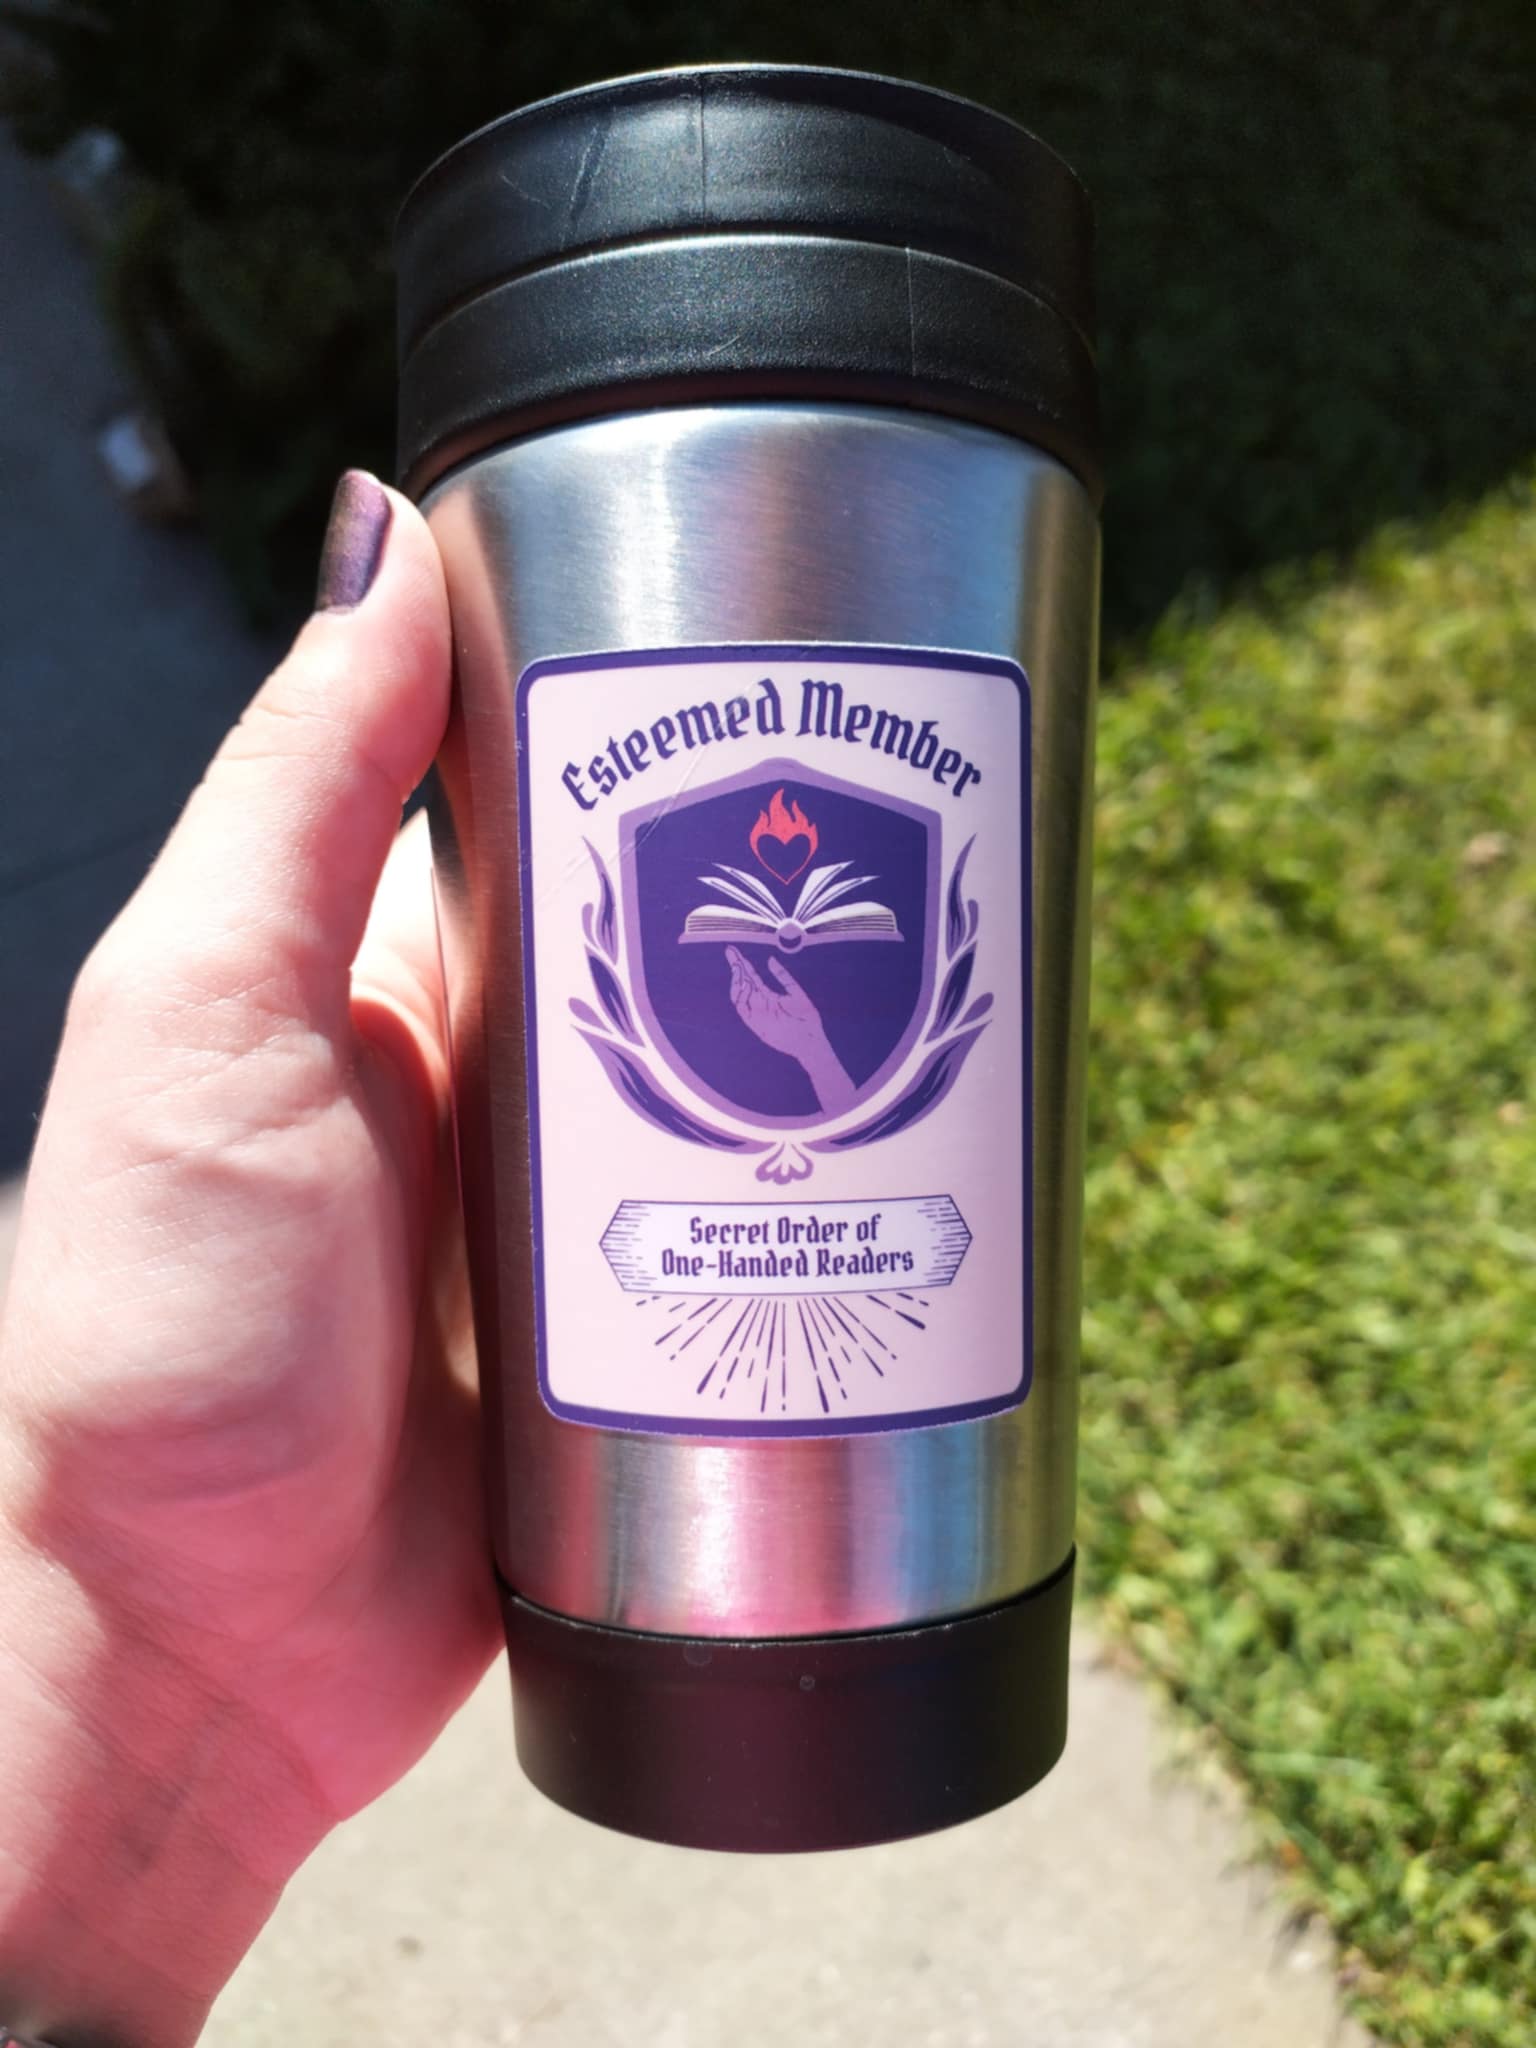 Esteemed Member
Secret Order of
One-Handed Readers